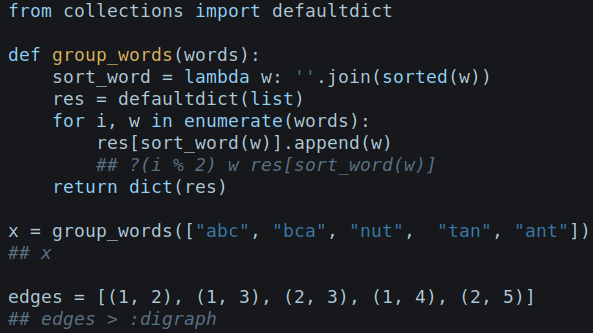 from collections import defaultdict

def group_words(words):
    sort_word = lambda w: ''.join(sorted(w))
    res = defaultdict(list)
    for i, w in enumerate(words):
        res[sort_word(w)].append(w)
        ## ?(i % 2) w res[sort_word(w)]
    return dict(res)

x = group_words(["abc", "bca", "nut",  "tan", "ant"])
## x

edges = [(1, 2), (1, 3), (2, 3), (1, 4), (2, 5)]
## edges > :digraph